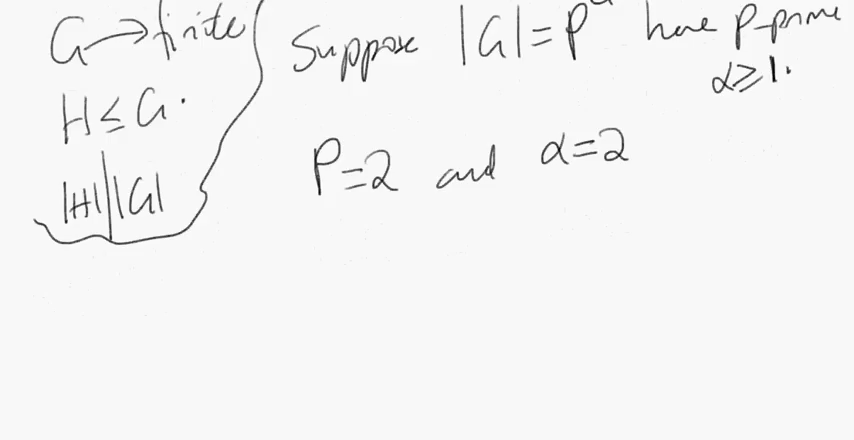 G → finite
H ≤ G.
|H| | |G|
Suppose |G| = p^α here p-prime
α ≥ 1.
P = 2 and α = 2